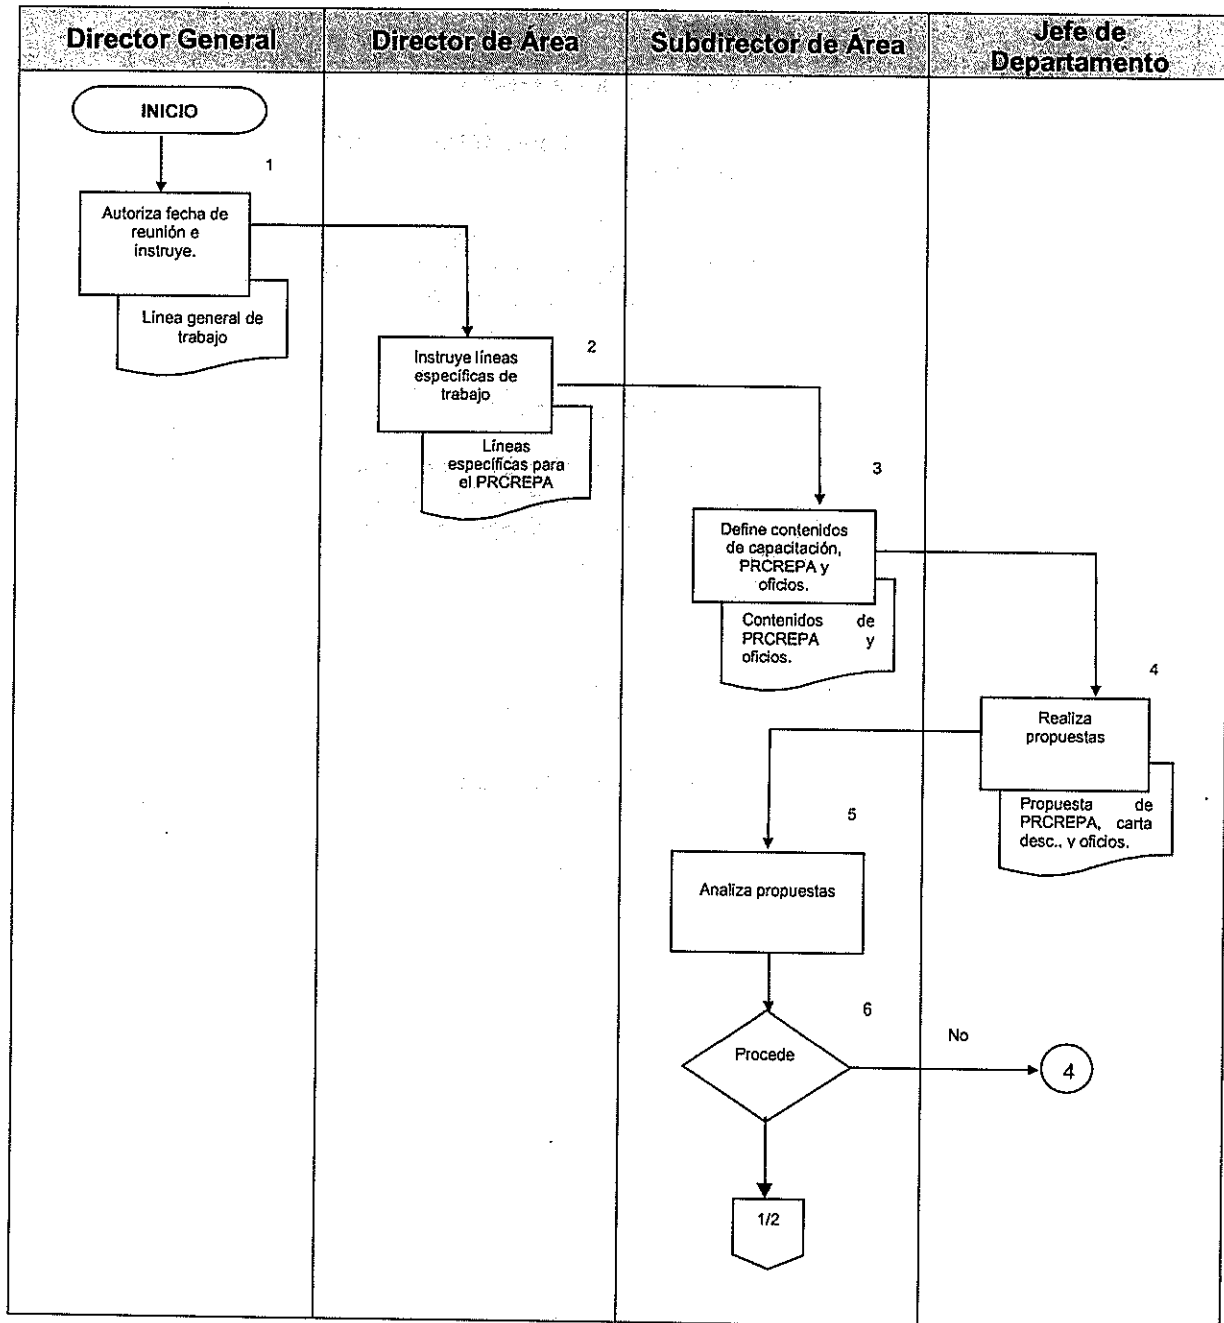 Director General
Director de Área
Subdirector de Área
Jefe de
Departamento
INICIO
1
Autoriza fecha de
reunión e
instruye.
Línea general de
trabajo
2
Instruye líneas
específicas de
trabajo
Líneas
específicas para
el PRCREPA
3
Define contenidos
de capacitación,
PRCREPA y
oficios.
Contenidos de
PRCREPA y
oficios.
4
Realiza
propuestas
Propuesta de
PRCREPA, carta
desc., y oficios.
5
Analiza propuestas
6
Procede
No
4
1/2